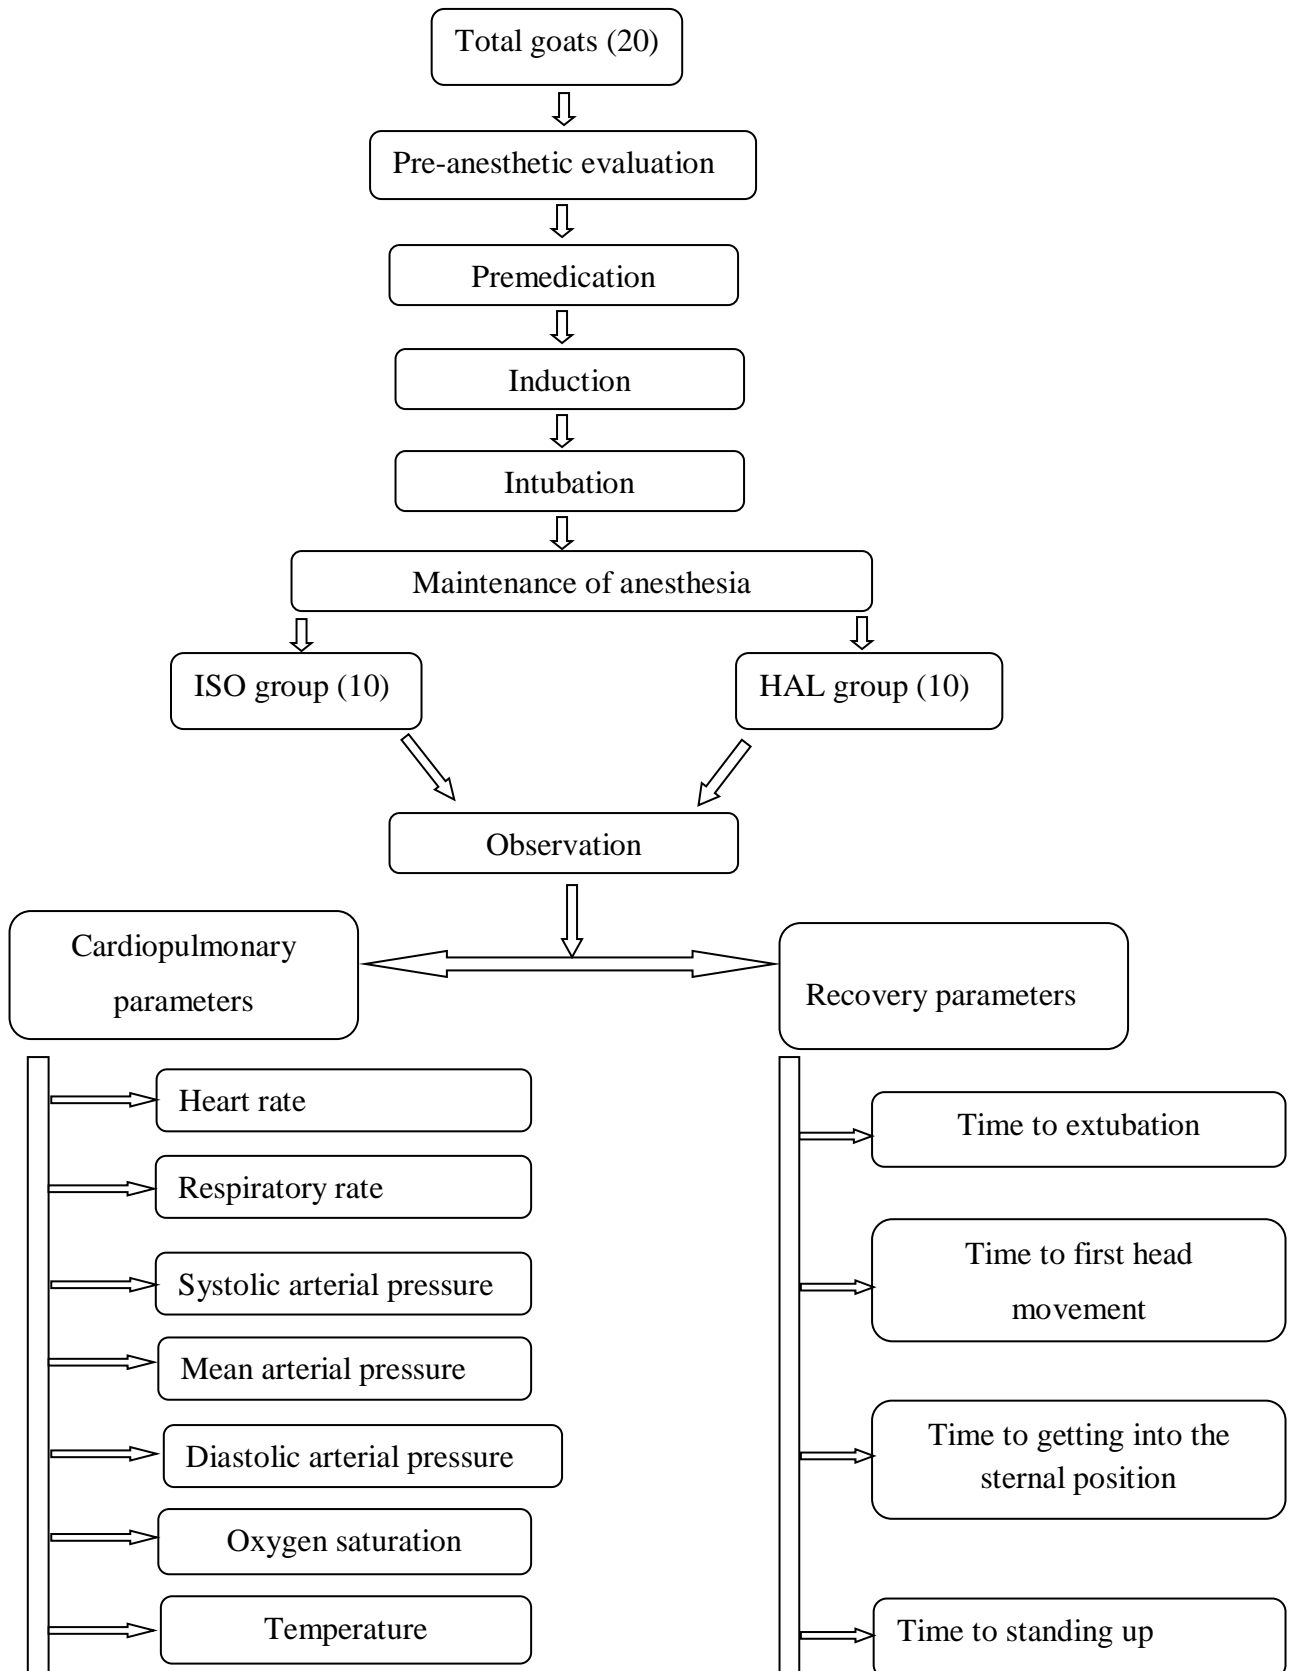 Total goats (20)
Pre-anesthetic evaluation
Premedication
Induction
Intubation
Maintenance of anesthesia
ISO group (10)
HAL group (10)
Observation
Cardiopulmonary
parameters
Recovery parameters
Heart rate
Respiratory rate
Systolic arterial pressure
Mean arterial pressure
Diastolic arterial pressure
Oxygen saturation
Temperature
Time to extubation
Time to first head
movement
Time to getting into the
sternal position
Time to standing up